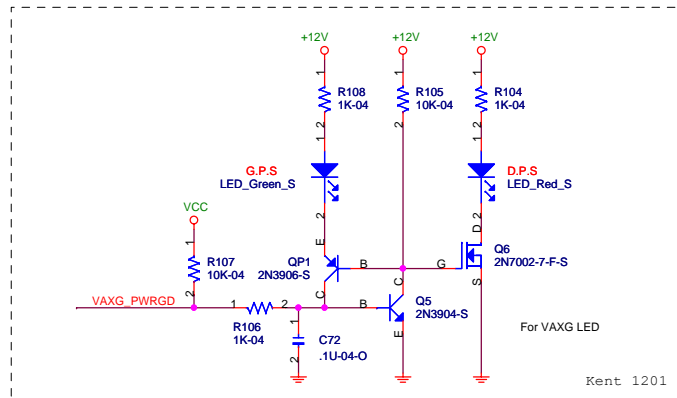 +12V +12V +12V
1 1 1
R108 R105 R104
1K-04 10K-04 1K-04
2 2 2
1 1
G.P.S D.P.S
LED_Green_S LED_Red_S
VCC 2 2
D
1 E Q6
R107 QP1 B G 2N7002-7-F-S
10K-04 2N3906-S
2 C C S
VAXG_PWRGD 1 2 B Q5
2N3904-S
R106 1 C72 E For VAXG LED
1K-04 .1U-04-O
2
Kent 1201